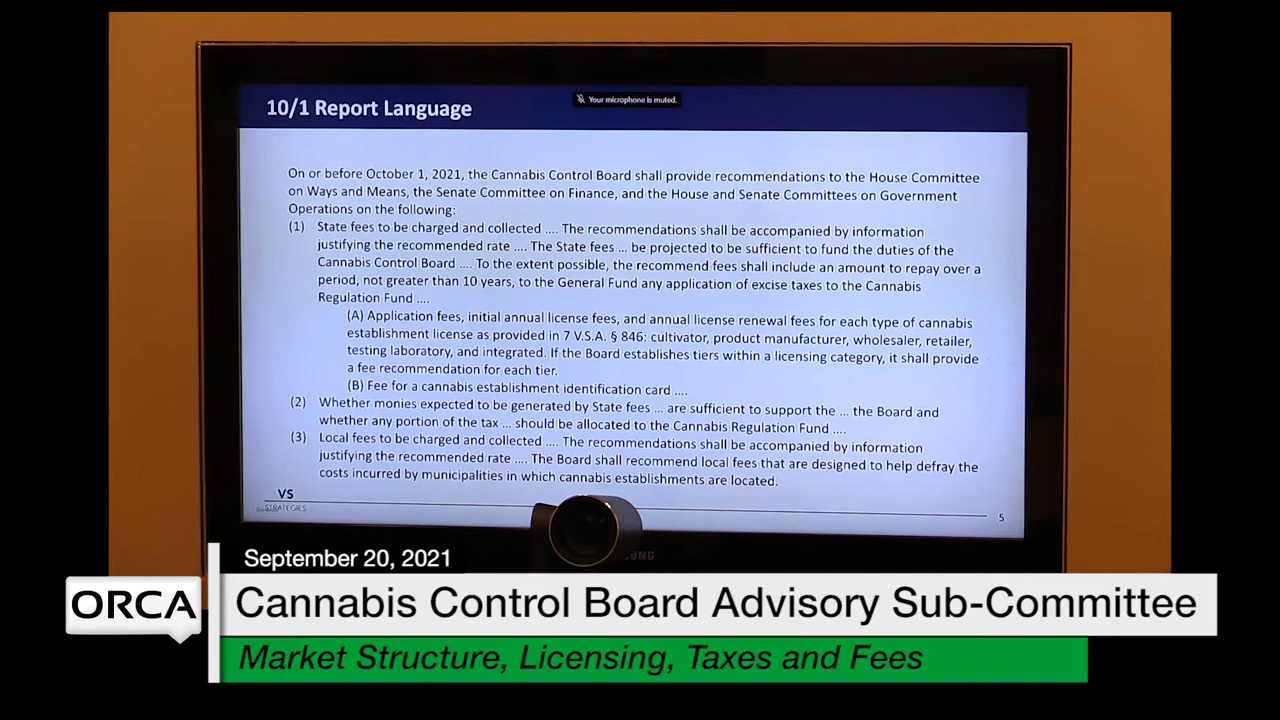 10/1 Report Language
Your microphone is muted.
On or before October 1, 2021, the Cannabis Control Board shall provide recommendations to the House Committee
on Ways and Means, the Senate Committee on Finance, and the House and Senate Committees on Government
Operations on the following:
(1) State fees to be charged and collected .... The recommendations shall be accompanied by information
justifying the recommended rate .... The State fees ... be projected to be sufficient to fund the duties of the
Cannabis Control Board .... To the extent possible, the recommend fees shall include an amount to repay over a
period, not greater than 10 years, to the General Fund any application of excise taxes to the Cannabis
Regulation Fund ....
(A) Application fees, initial annual license fees, and annual license renewal fees for each type of cannabis
establishment license as provided in 7 V.S.A. § 846: cultivator, product manufacturer, wholesaler, retailer,
testing laboratory, and integrated. If the Board establishes tiers within a licensing category, it shall provide
a fee recommendation for each tier.
(B) Fee for a cannabis establishment identification card ....
(2) Whether monies expected to be generated by State fees ... are sufficient to support the ... the Board and
whether any portion of the tax ... should be allocated to the Cannabis Regulation Fund ....
(3) Local fees to be charged and collected .... The recommendations shall be accompanied by information
justifying the recommended rate .... The Board shall recommend local fees that are designed to help defray the
costs incurred by municipalities in which cannabis establishments are located.
VS
STRATEGIES
5
September 20, 2021
ORCA
Cannabis Control Board Advisory Sub-Committee
Market Structure, Licensing, Taxes and Fees